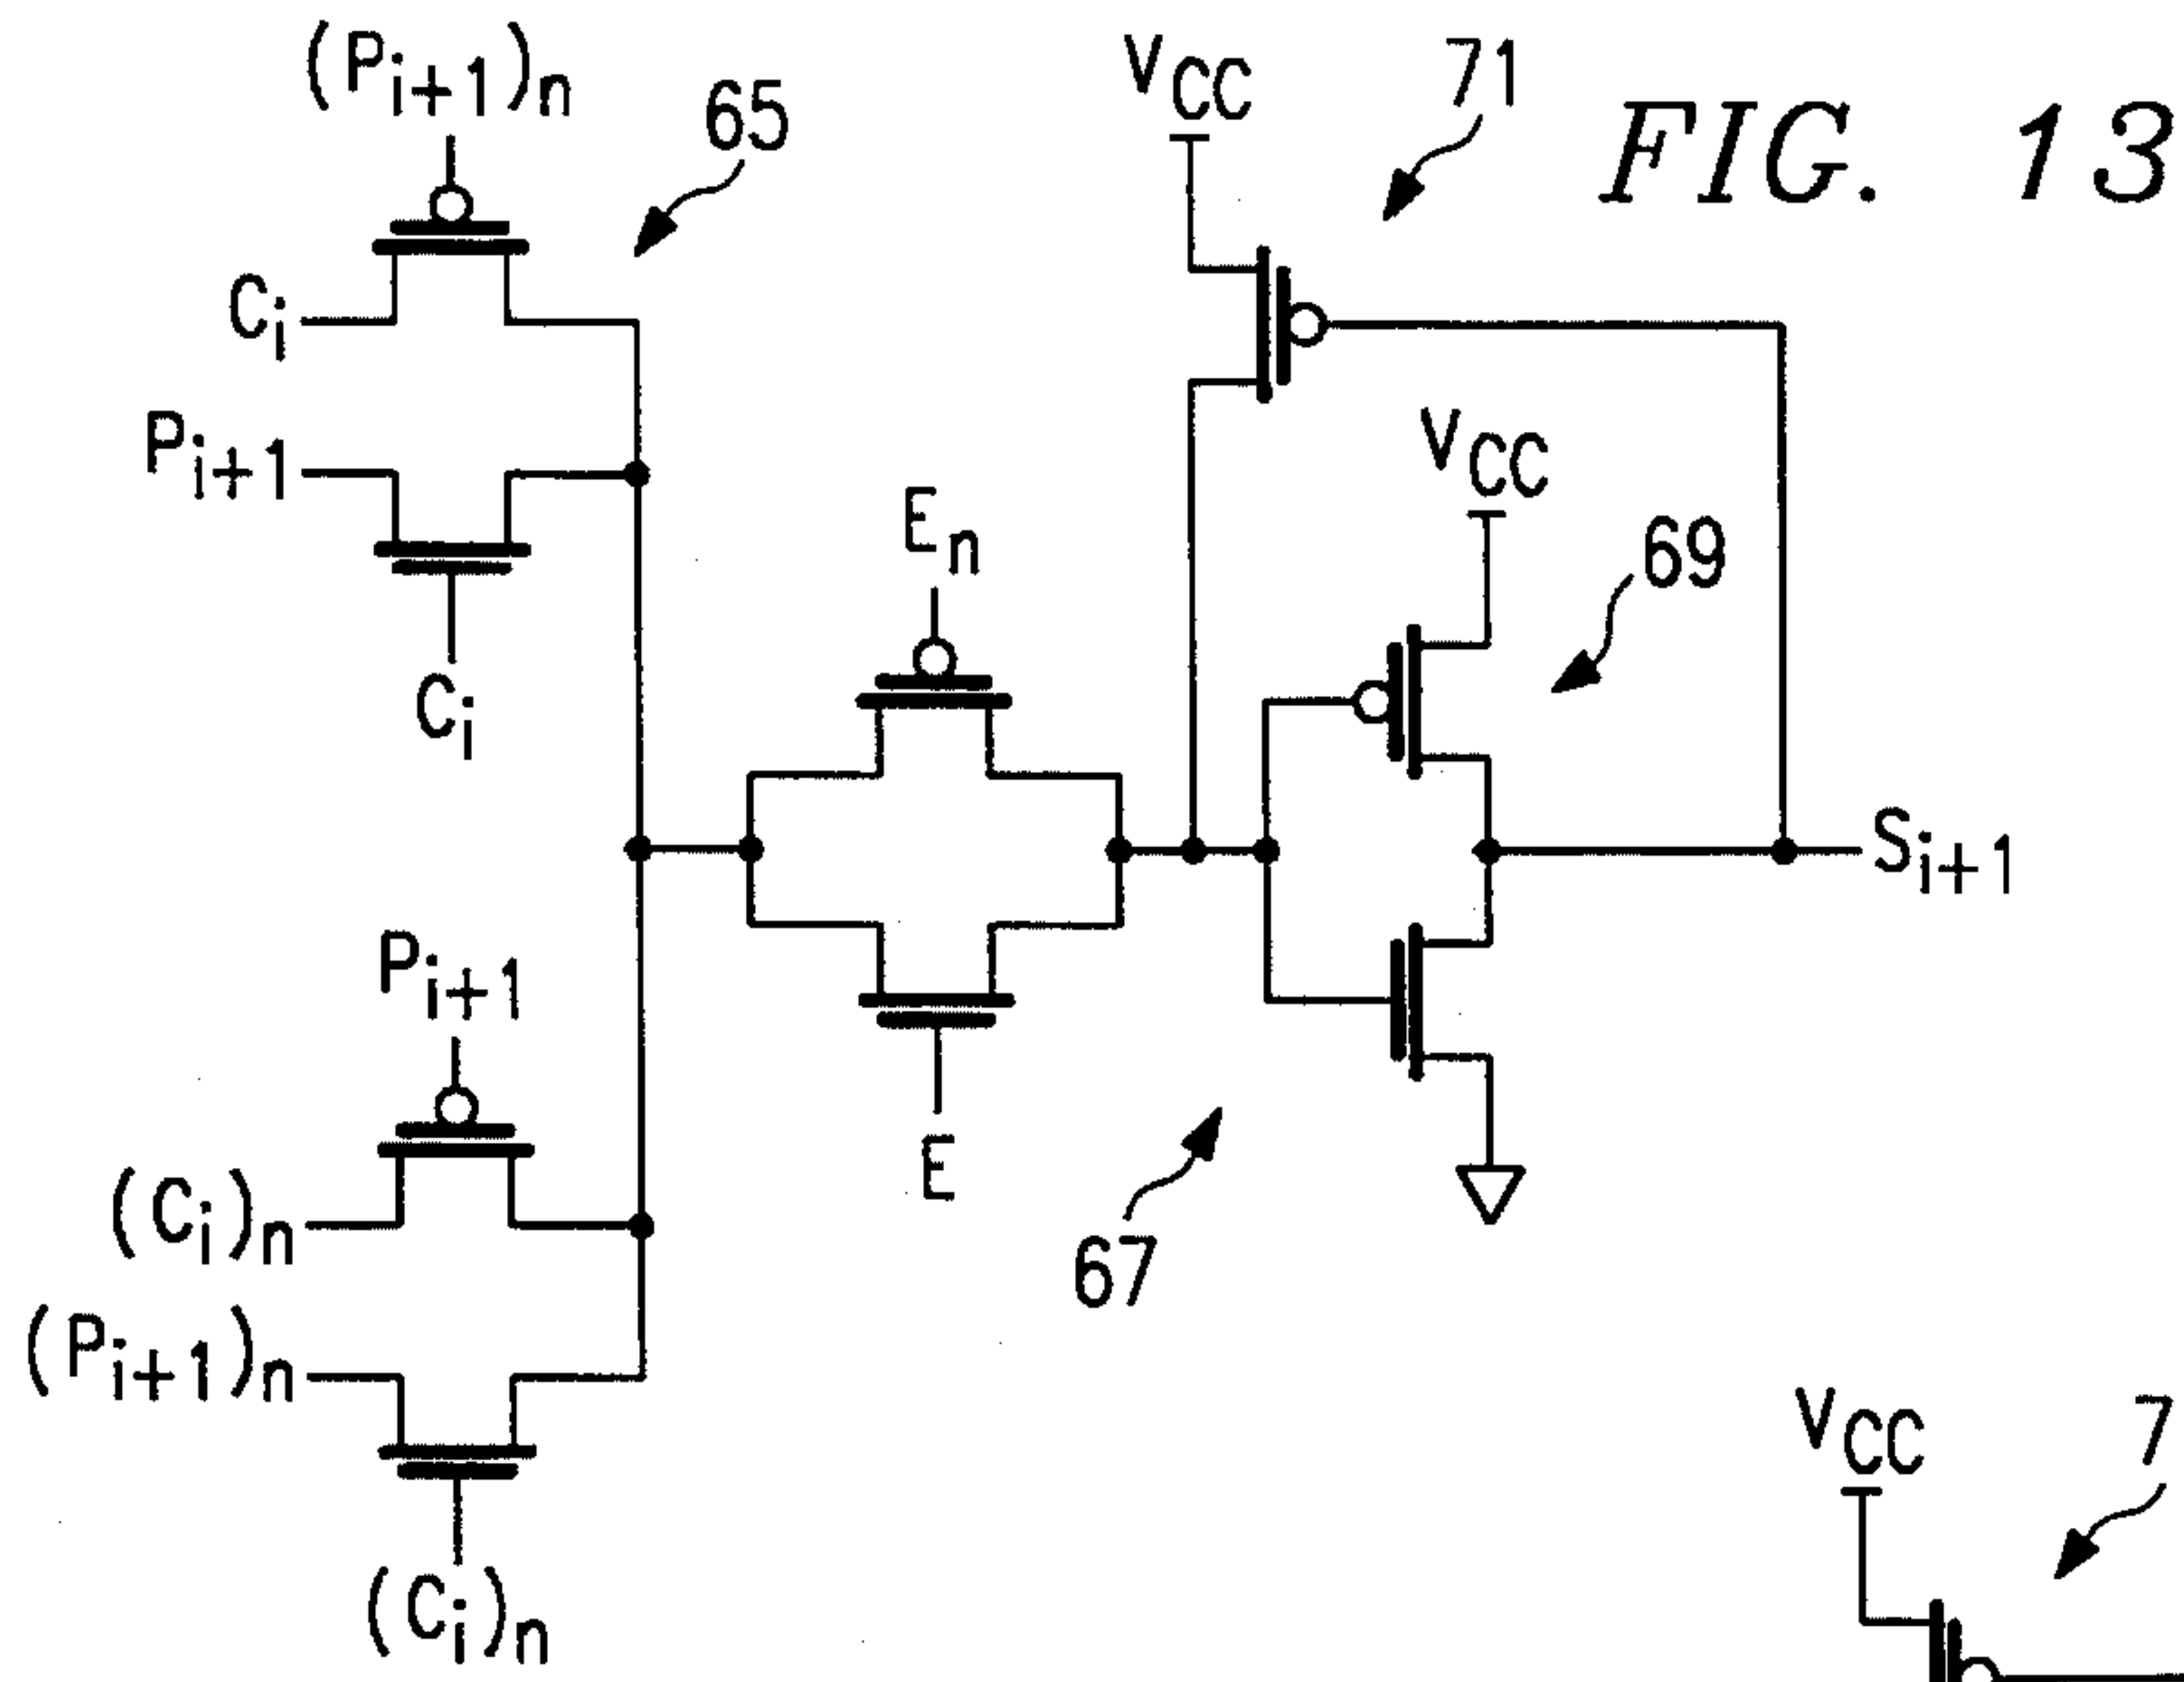 FIG. 13
(Pi+1)n
65
VCC
71
Ci
Pi+1
Ci
VCC
69
En
E
Si+1
67
Pi+1
(Ci)n
(Pi+1)n
(Ci)n
VCC
7